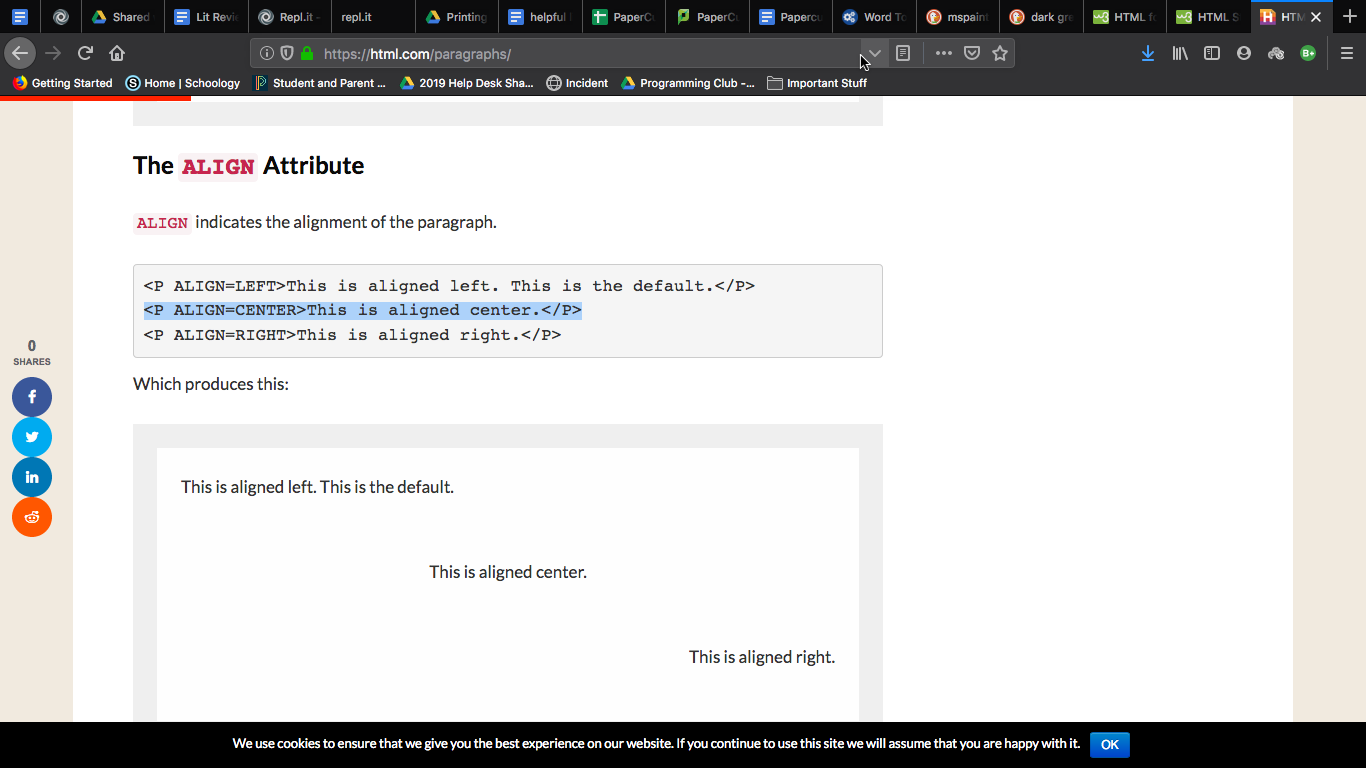 Shared
Lit Revi
Repl.it -
repl.it
Printing
helpful
PaperCu
PaperCu
Papercu
Word To
mspaint
dark gre
HTML fo
HTML S
HTM
https://html.com/paragraphs/
Getting Started
Home | Schoology
Student and Parent ...
2019 Help Desk Sha...
Incident
Programming Club -...
Important Stuff
The ALIGN Attribute
ALIGN indicates the alignment of the paragraph.
<P ALIGN=LEFT>This is aligned left. This is the default.</P>
<P ALIGN=CENTER>This is aligned center.</P>
<P ALIGN=RIGHT>This is aligned right.</P>
0
SHARES
Which produces this:
This is aligned left. This is the default.
This is aligned center.
This is aligned right.
We use cookies to ensure that we give you the best experience on our website. If you continue to use this site we will assume that you are happy with it. OK